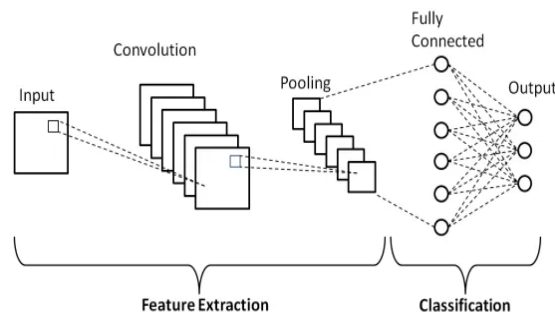 Input
Convolution
Pooling
Fully
Connected
Output
Feature Extraction
Classification